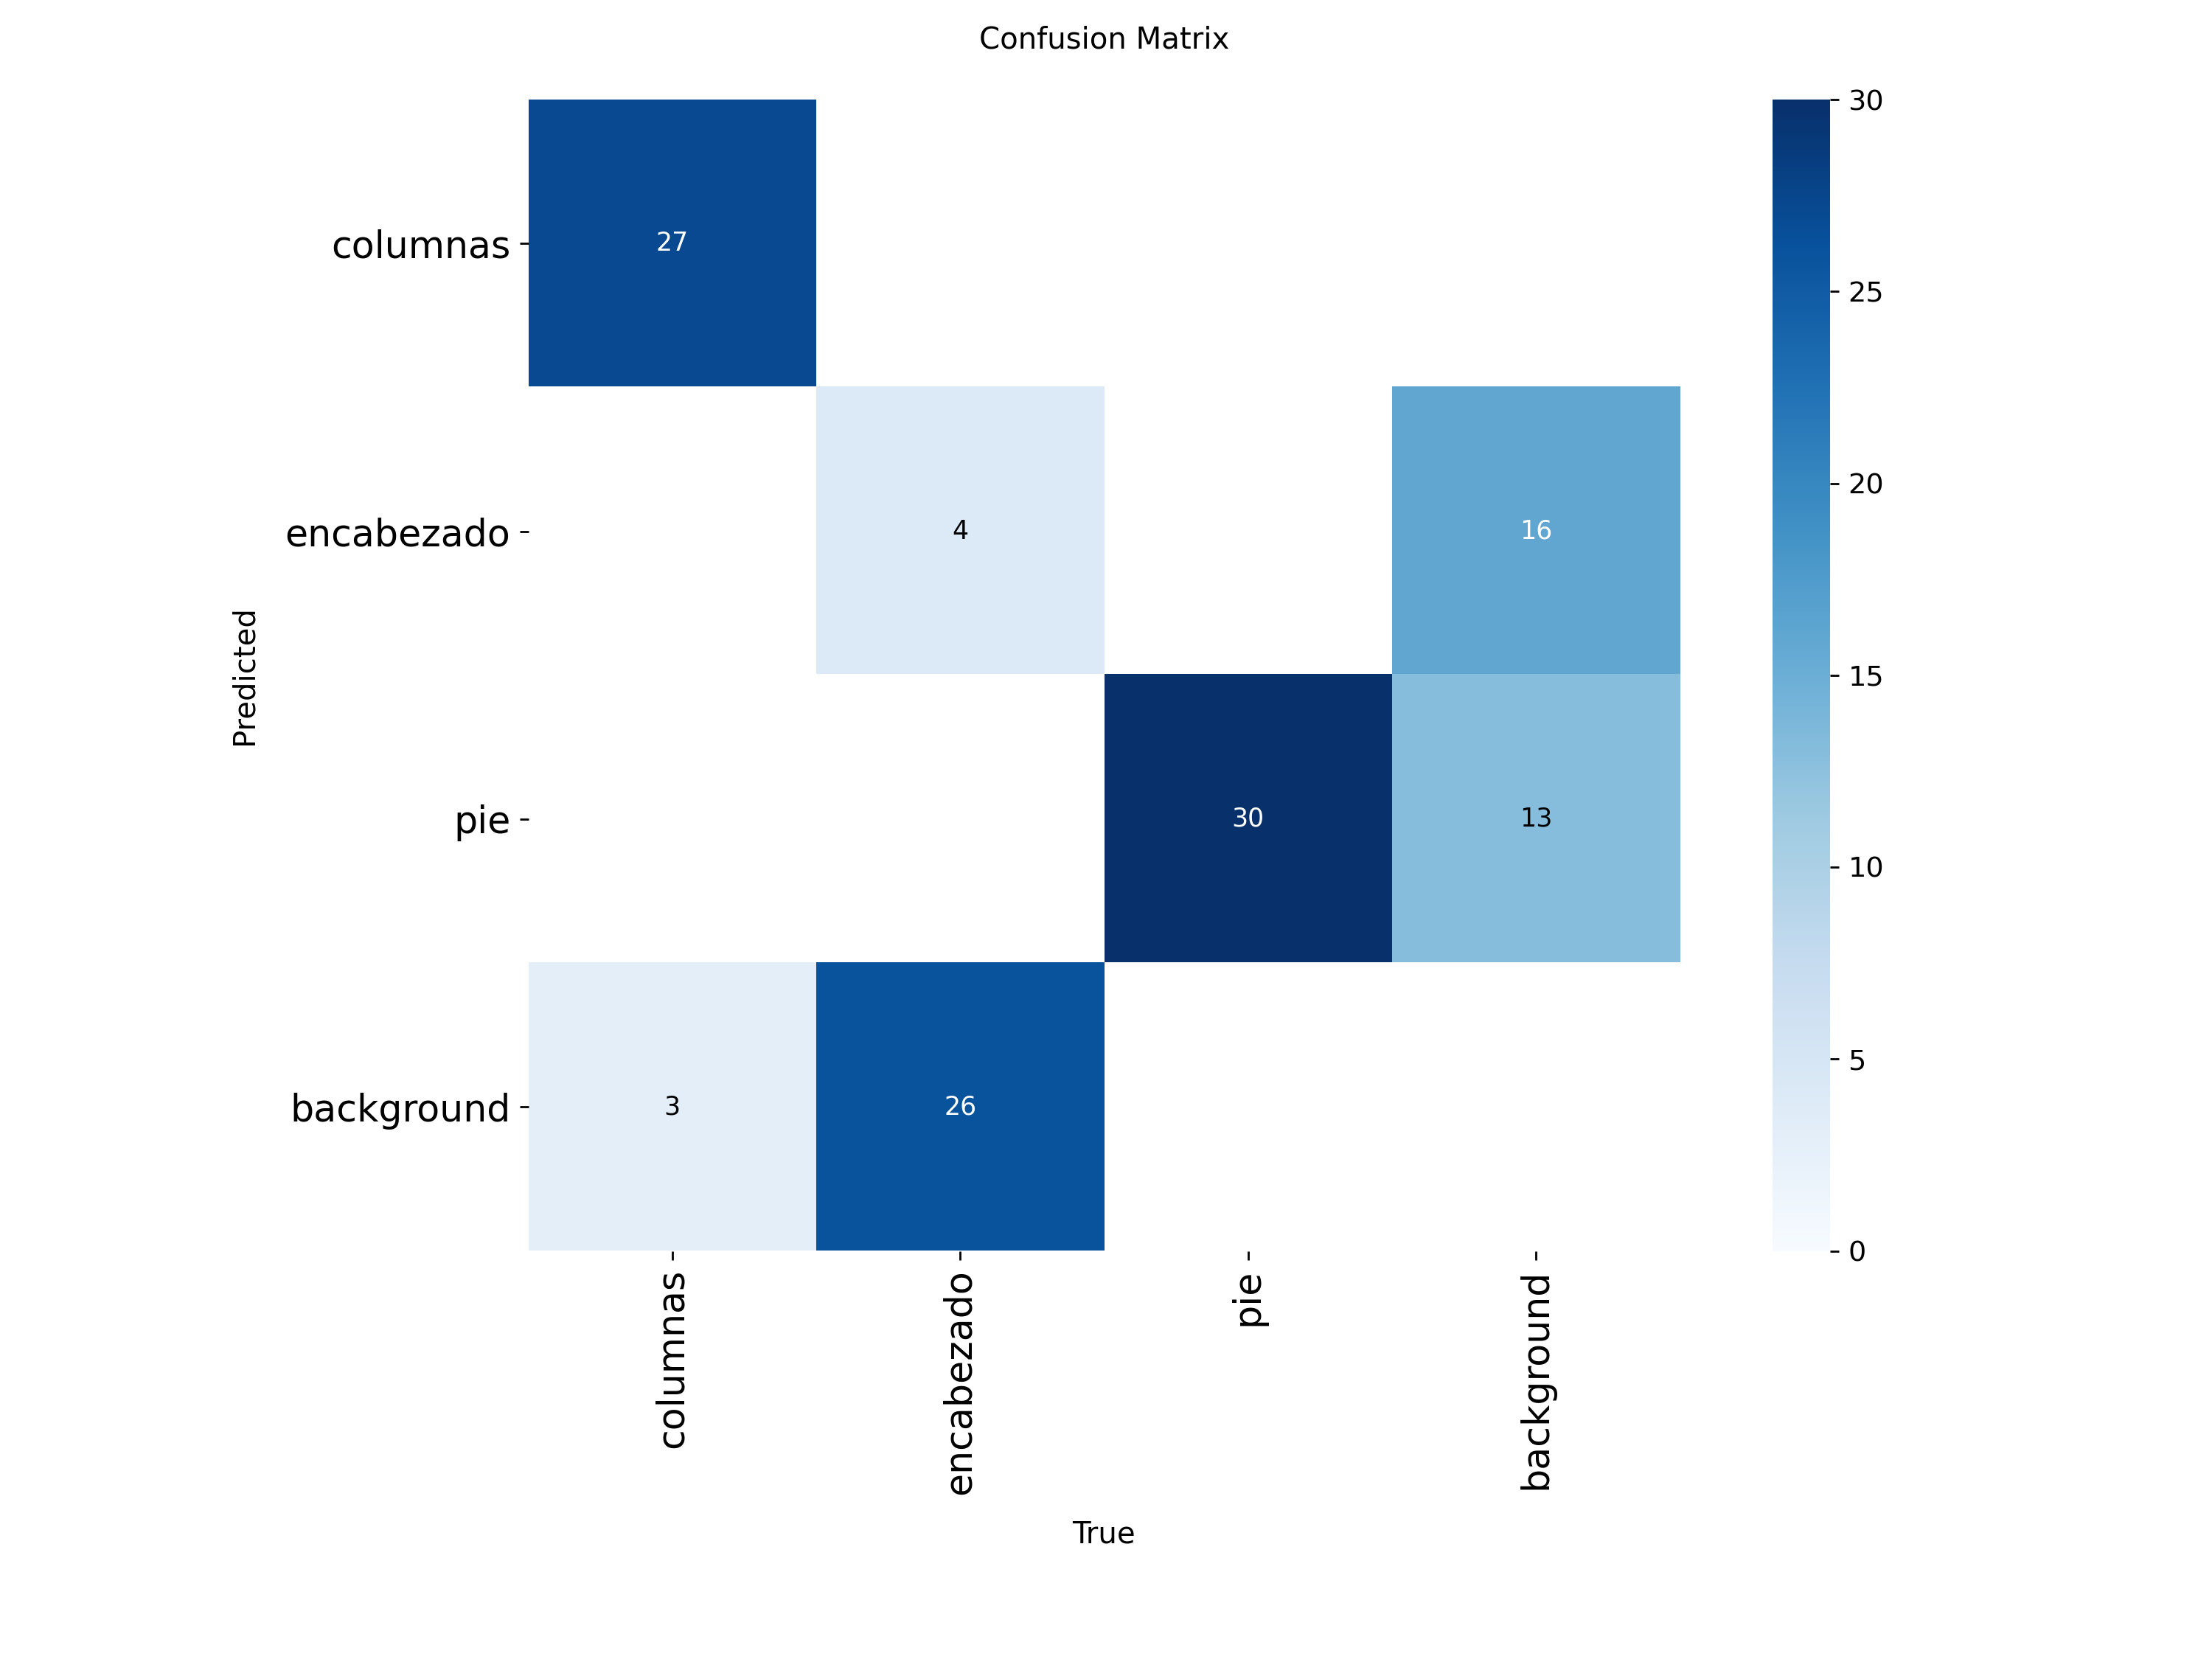 Confusion Matrix
columnas
encabezado
pie
background
Predicted
27
4
16
30
13
3
26
columnas
encabezado
pie
background
True
30
25
20
15
10
5
0